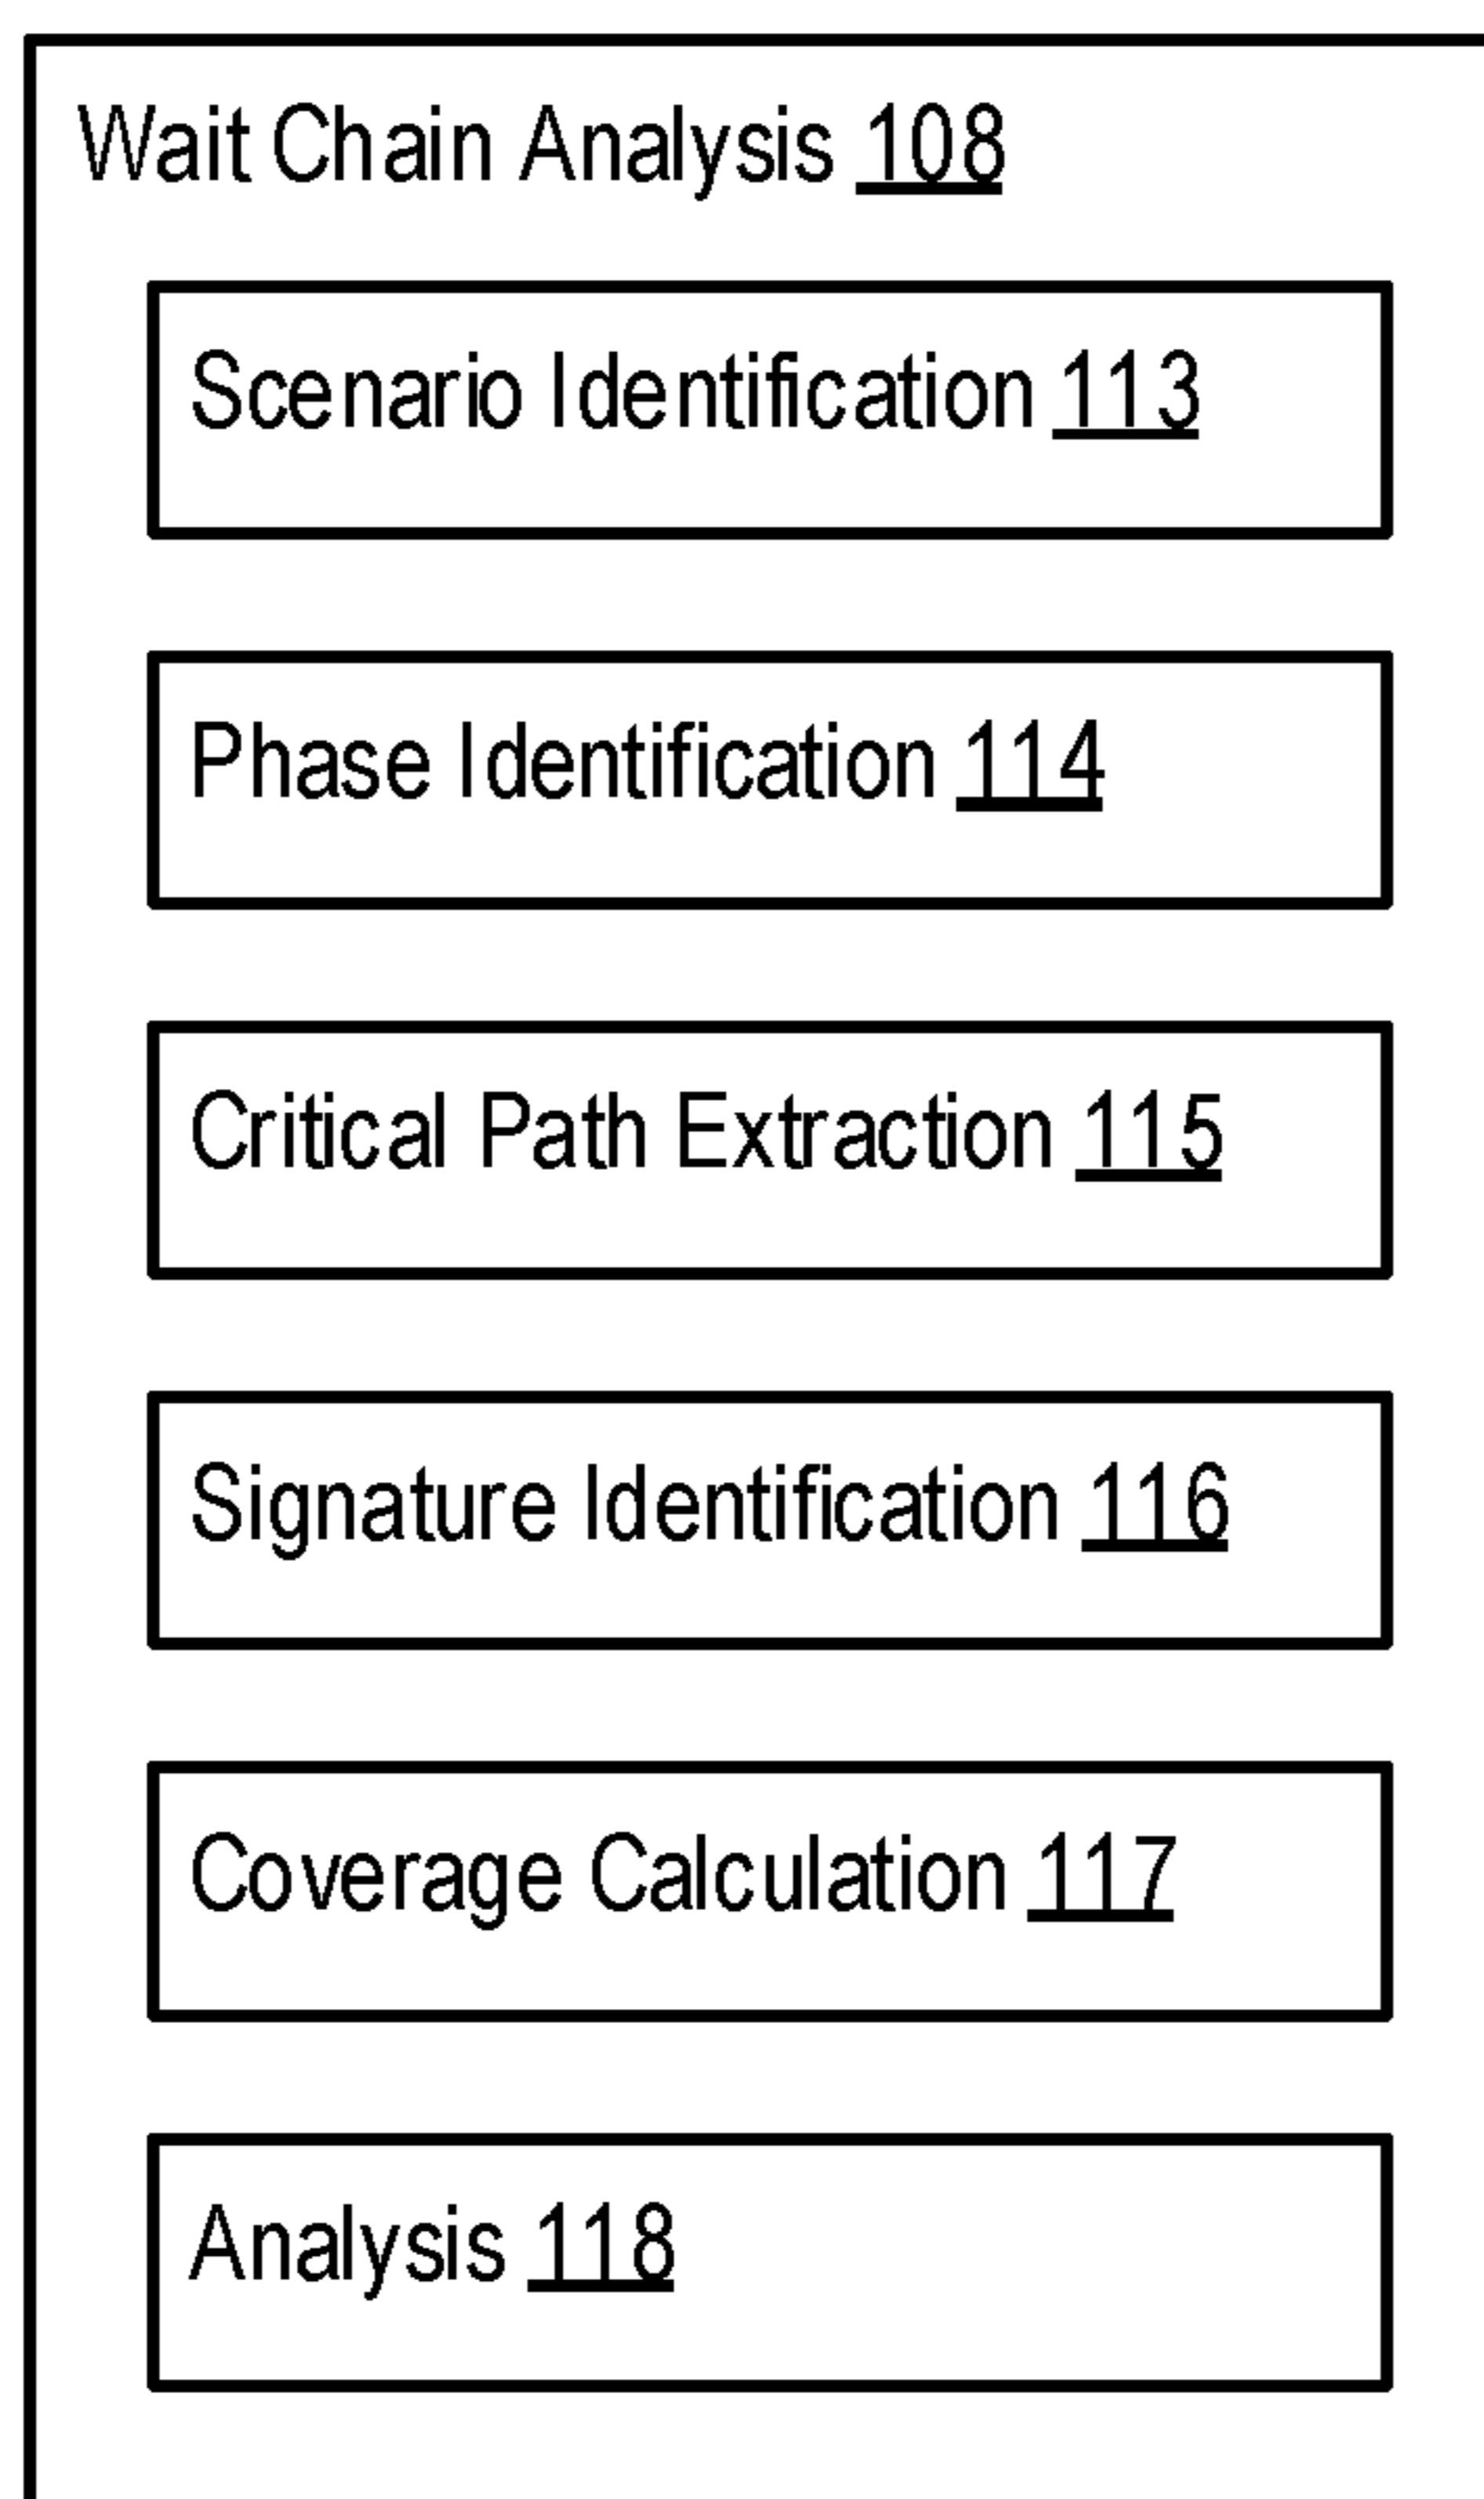 Wait Chain Analysis 108
Scenario Identification 113
Phase Identification 114
Critical Path Extraction 115
Signature Identification 116
Coverage Calculation 117
Analysis 118